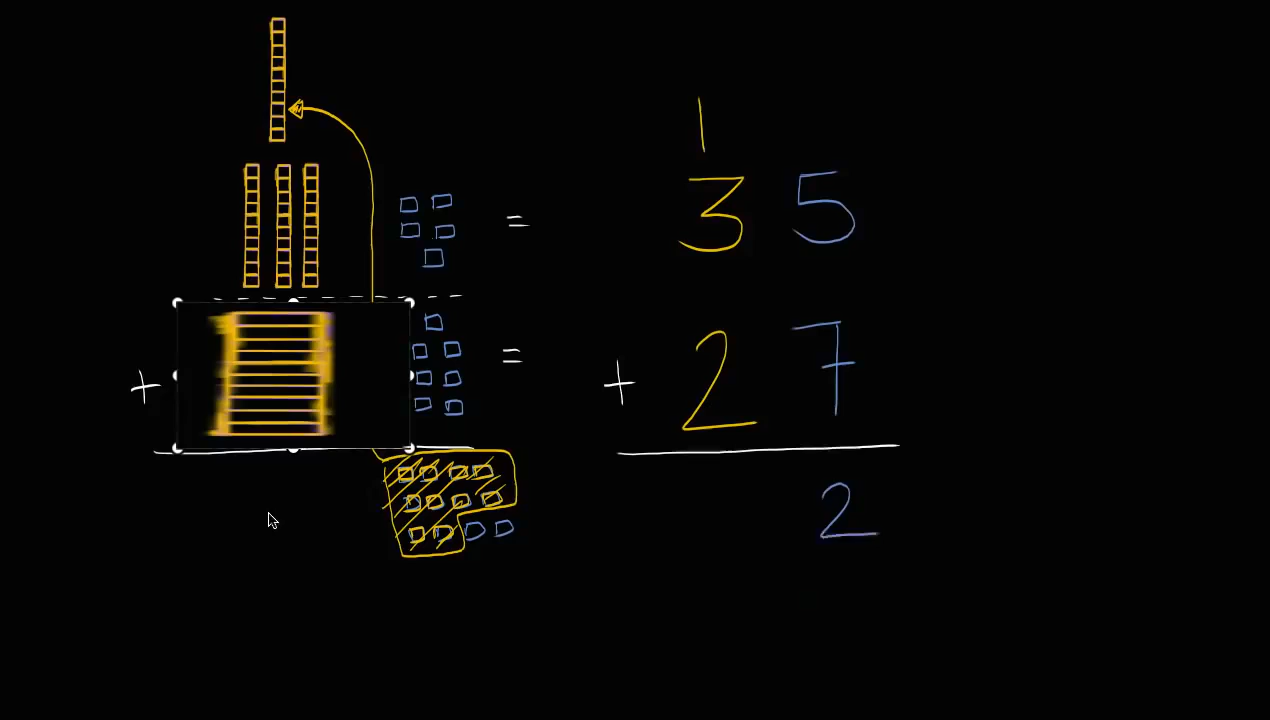 1
= 3 5
+ = + 2 7
2